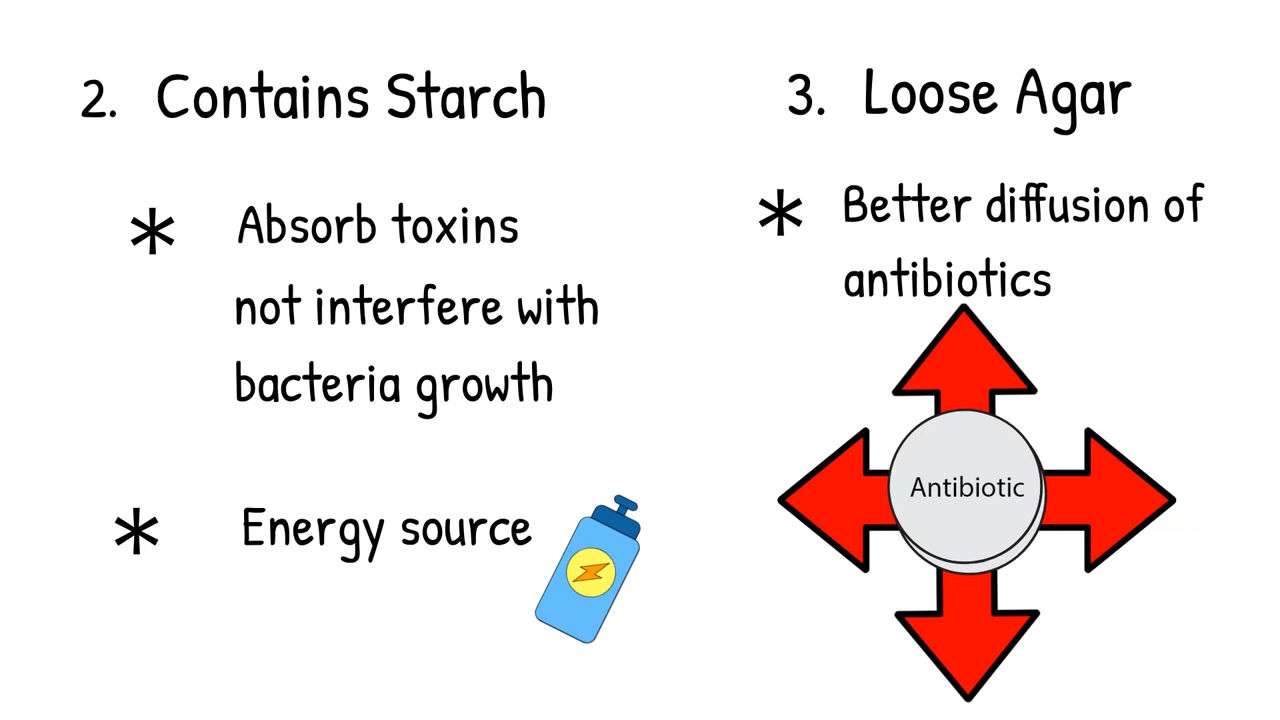 2. Contains Starch
* Absorb toxins
not interfere with
bacteria growth
* Energy source
3. Loose Agar
* Better diffusion of
antibiotics
Antibiotic